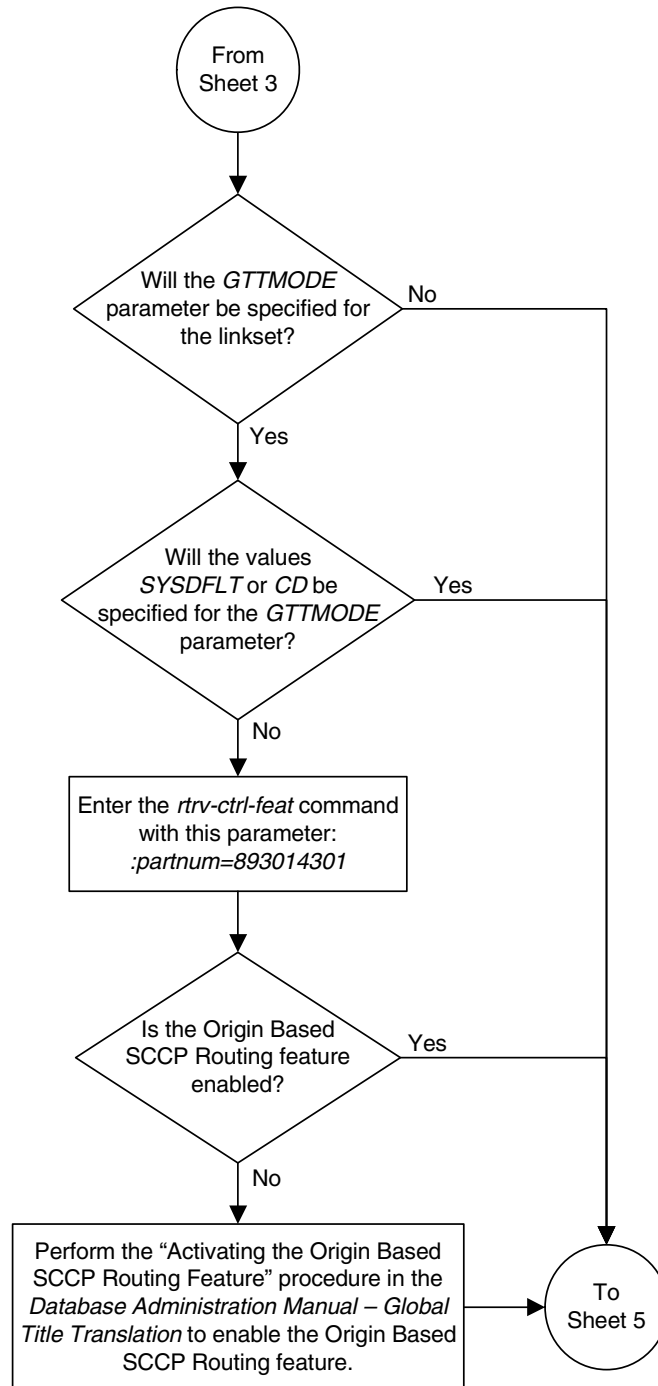 From
Sheet 3
Will the GTTMODE
parameter be specified for
the linkset?
No
Yes
Will the values
SYSDFLT or CD be
specified for the GTTMODE
parameter?
Yes
No
Enter the rtrv-ctrl-feat command
with this parameter:
:partnum=893014301
Is the Origin Based
SCCP Routing feature
enabled?
Yes
No
Perform the “Activating the Origin Based
SCCP Routing Feature” procedure in the
Database Administration Manual – Global
Title Translation to enable the Origin Based
SCCP Routing feature.
To
Sheet 5